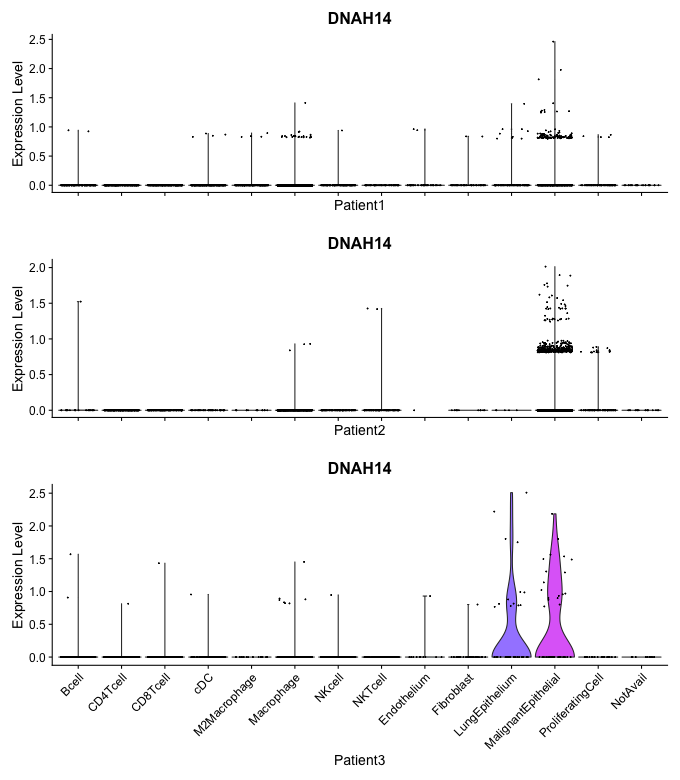 DNAH14
Expression Level
2.5
2.0
1.5
1.0
0.5
0.0
Patient1
DNAH14
Expression Level
2.0
1.5
1.0
0.5
0.0
Patient2
DNAH14
Expression Level
2.5
2.0
1.5
1.0
0.5
0.0
Bcell
CD4Tcell
CD8Tcell
cDC
M2Macrophage
Macrophage
NKcell
NKTcell
Endothelium
Fibroblast
LungEpithelium
MalignantEpithelial
ProliferatingCell
NotAvail
Patient3